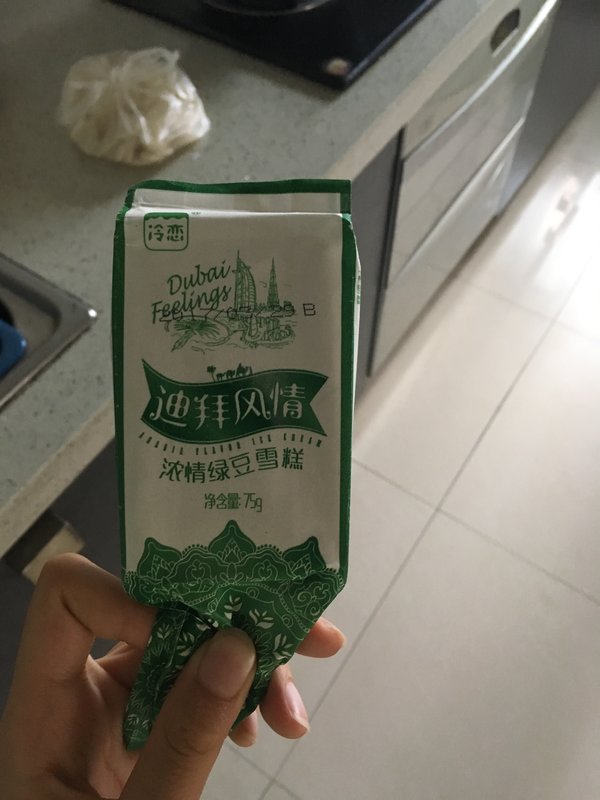 冷恋
Dubai
Feelings
迪拜风情
浓情绿豆雪糕
净含量:75g